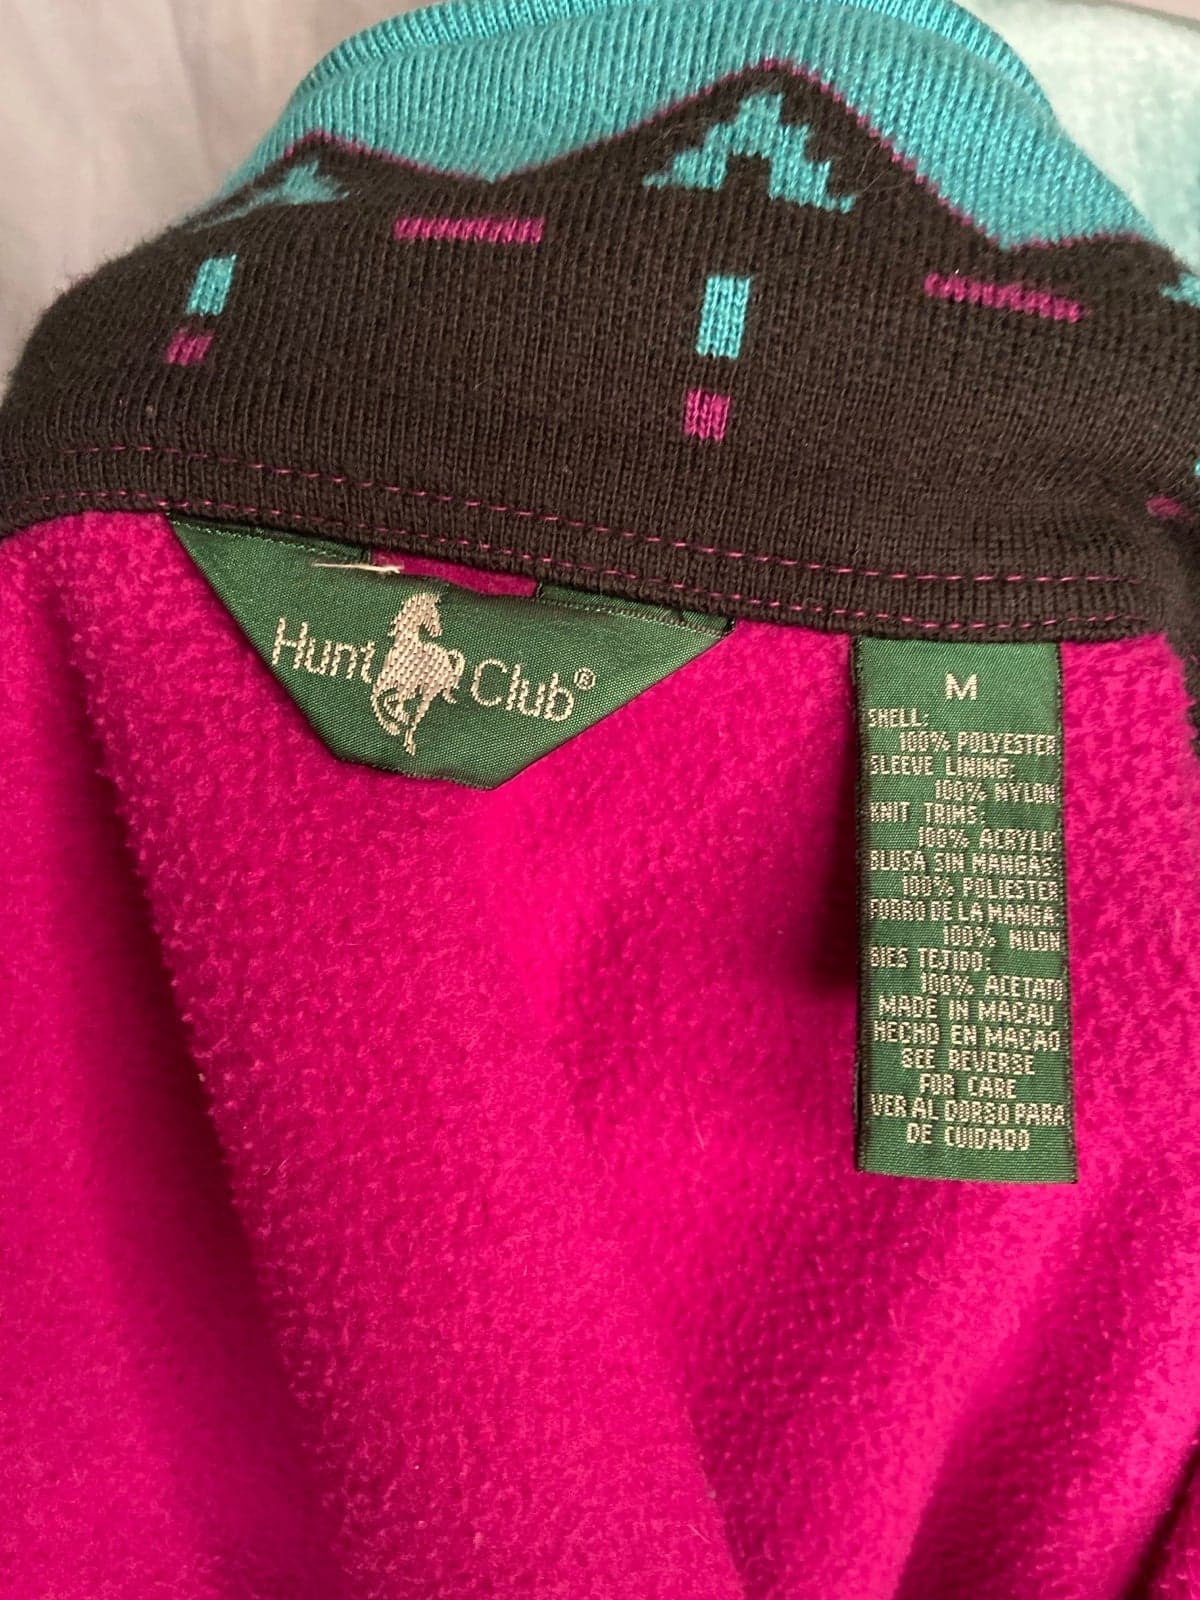 Hunt Club®
M
SHELL:
100% POLYESTER
SLEEVE LINING:
100% NYLON
KNIT TRIMS:
100% ACRYLIC
BLUSA SIN MANGAS:
100% POLIESTER
FORRO DE LA MANGA:
100% NILON
BIES TEJIDO:
100% ACETATO
MADE IN MACAU
HECHO EN MACAO
SEE REVERSE
FOR CARE
VER AL DORSO PARA
DE CUIDADO